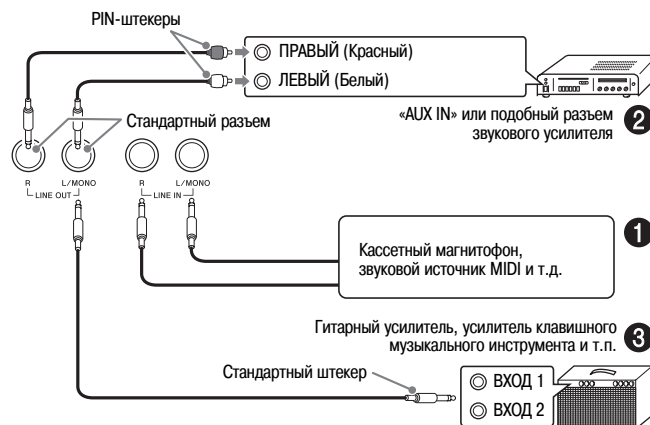 PIN-штекеры
ПРАВЫЙ (Красный)
ЛЕВЫЙ (Белый)
«AUX IN» или подобный разъем
звукового усилителя
2
Стандартный разъем
R
L/MONO
LINE OUT
R
L/MONO
LINE IN
1
Кассетный магнитофон,
звуковой источник MIDI и т.д.
Гитарный усилитель, усилитель клавишного
музыкального инструмента и т.п.
3
Стандартный штекер
ВХОД 1
ВХОД 2